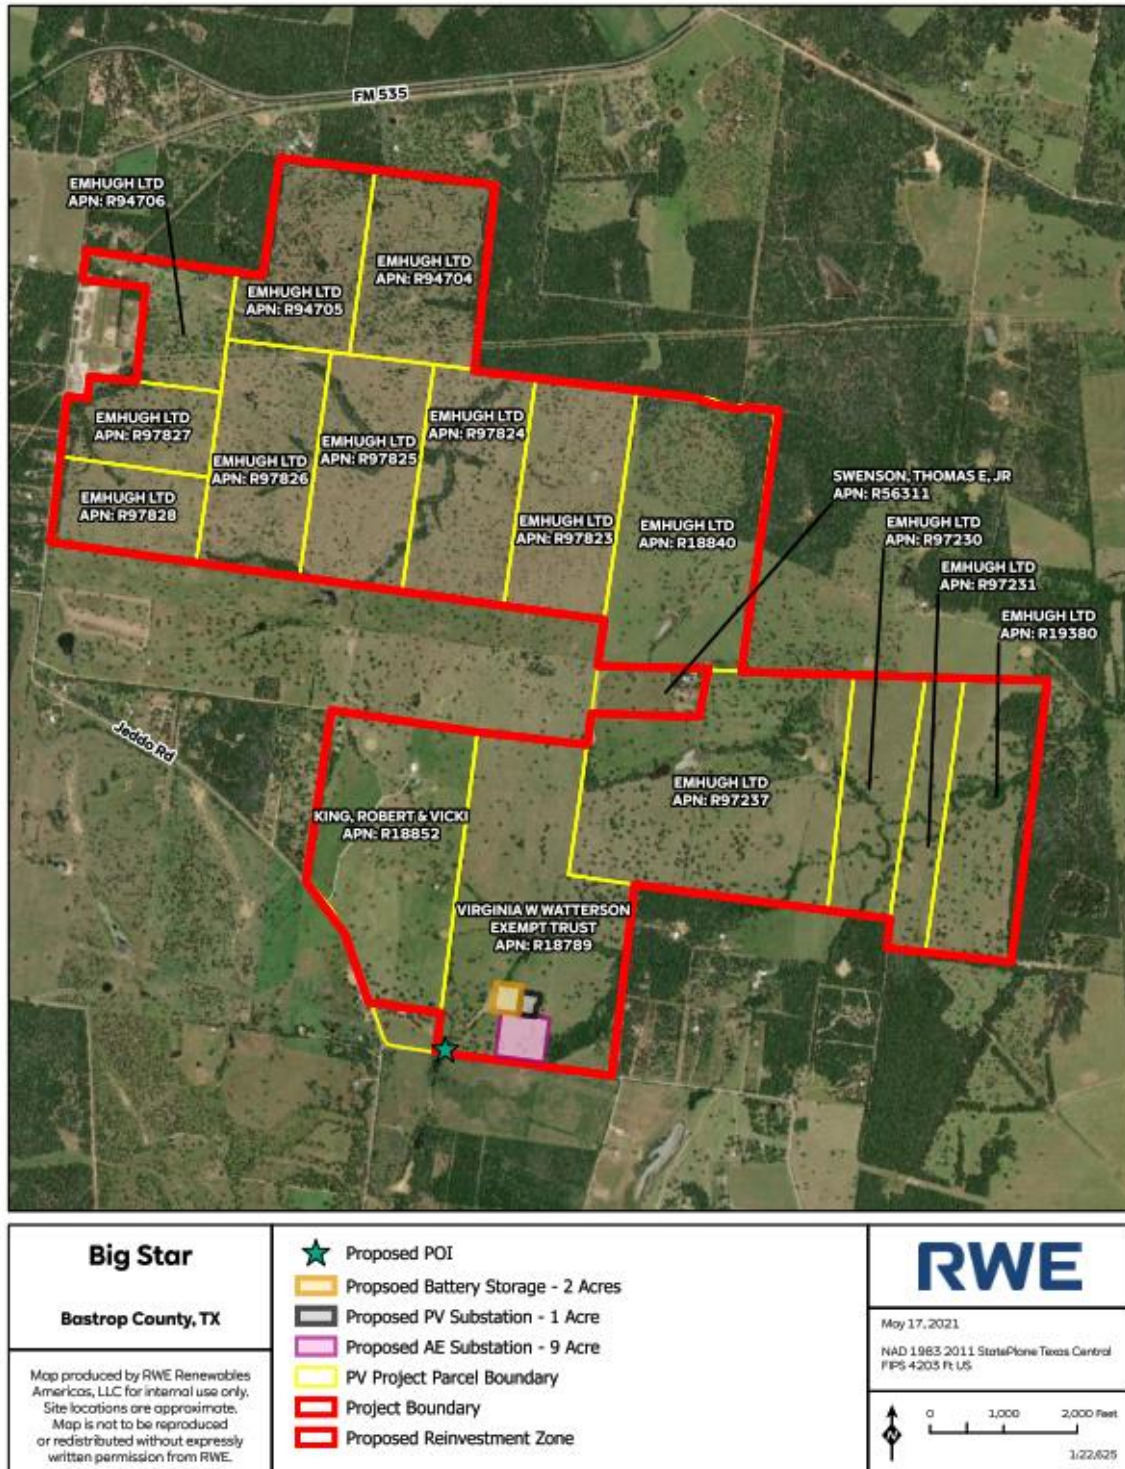 FM 535
EMHUGH LTD
APN: R94706
EMHUGH LTD
APN: R94704
EMHUGH LTD
APN: R94705
EMHUGH LTD
APN: R97827
EMHUGH LTD
APN: R97824
EMHUGH LTD
APN: R97825
EMHUGH LTD
APN: R97826
EMHUGH LTD
APN: R97828
EMHUGH LTD
APN: R97823
EMHUGH LTD
APN: R18840
SWENSON, THOMAS E, JR
APN: R56311
EMHUGH LTD
APN: R97230
EMHUGH LTD
APN: R97231
EMHUGH LTD
APN: R19380
Jeddo Rd
EMHUGH LTD
APN: R97237
KING, ROBERT & VICKI
APN: R18852
VIRGINIA W WATTERSON
EXEMPT TRUST
APN: R18789
Big Star
Bastrop County, TX
Map produced by RWE Renewables
Americas, LLC for internal use only.
Site locations are approximate.
Map is not to be reproduced
or redistributed without expressly
written permission from RWE.
Proposed POI
Propsoed Battery Storage - 2 Acres
Proposed PV Substation - 1 Acre
Proposed AE Substation - 9 Acre
PV Project Parcel Boundary
Project Boundary
Proposed Reinvestment Zone
RWE
May 17, 2021
NAD 1983 2011 StatePlane Texas Central
FIPS 4203 Ft US
N
0 1,000 2,000 Feet
1:22,625